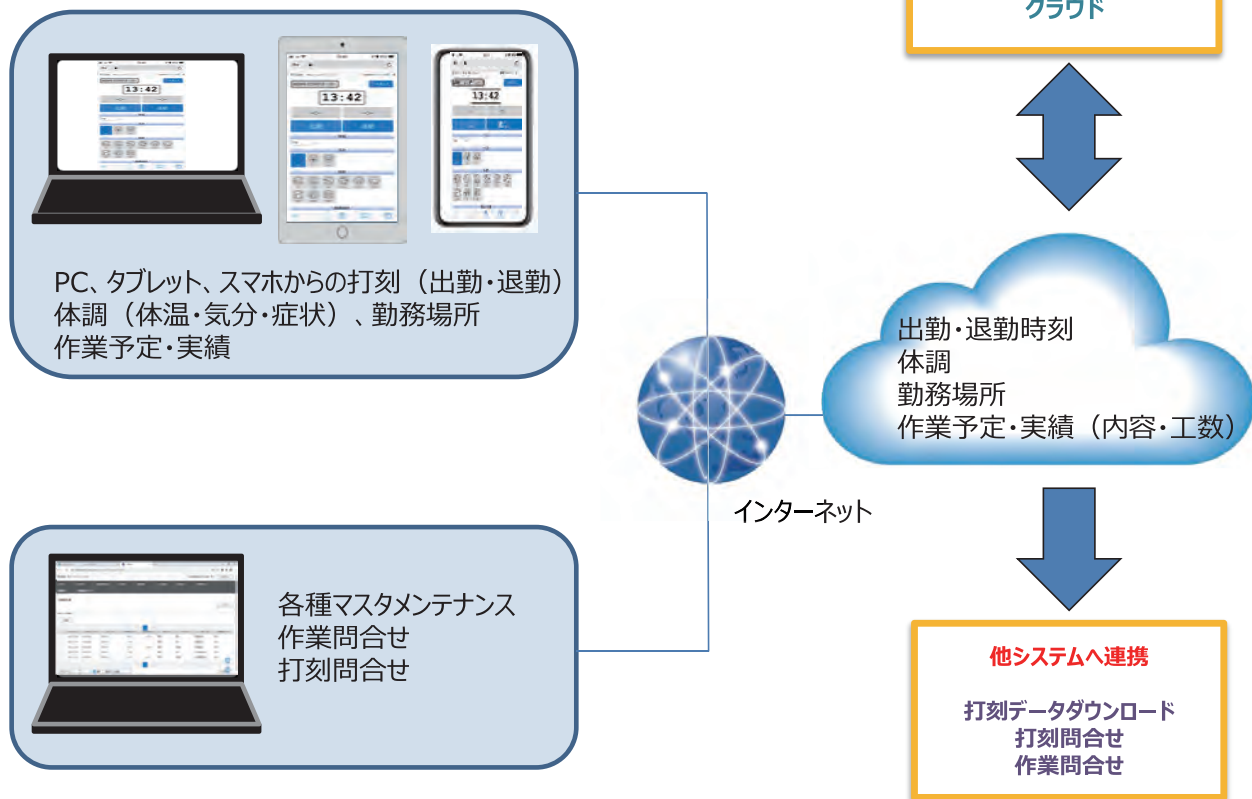 クラウド
13:42
13:42
13:42
PC、タブレット、スマホからの打刻（出勤・退勤）
体調（体温・気分・症状）、勤務場所
作業予定・実績
出勤・退勤時刻
体調
勤務場所
作業予定・実績（内容・工数）
インターネット
各種マスタメンテナンス
作業問合せ
打刻問合せ
他システムへ連携
打刻データダウンロード
打刻問合せ
作業問合せ